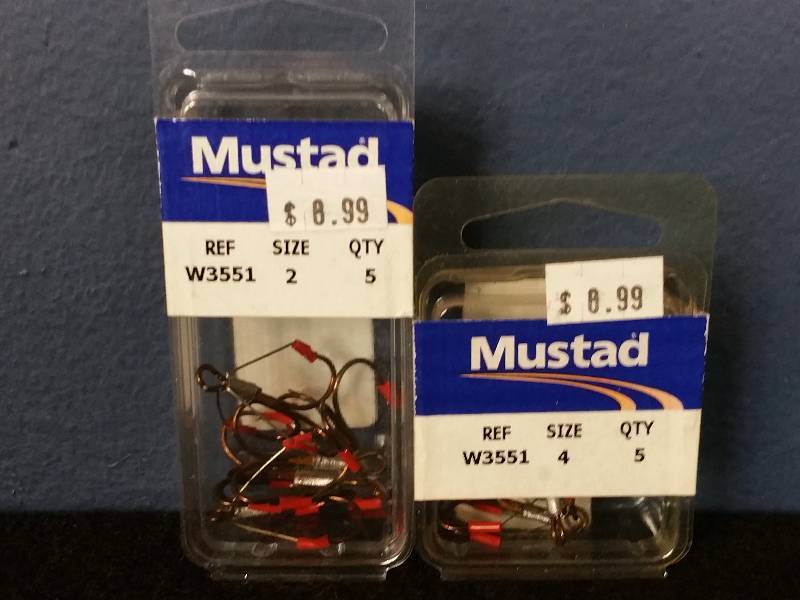 Mustad
$ 8.99
REF SIZE QTY
W3551 2 5
$ 8.99
Mustad
REF SIZE QTY
W3551 4 5